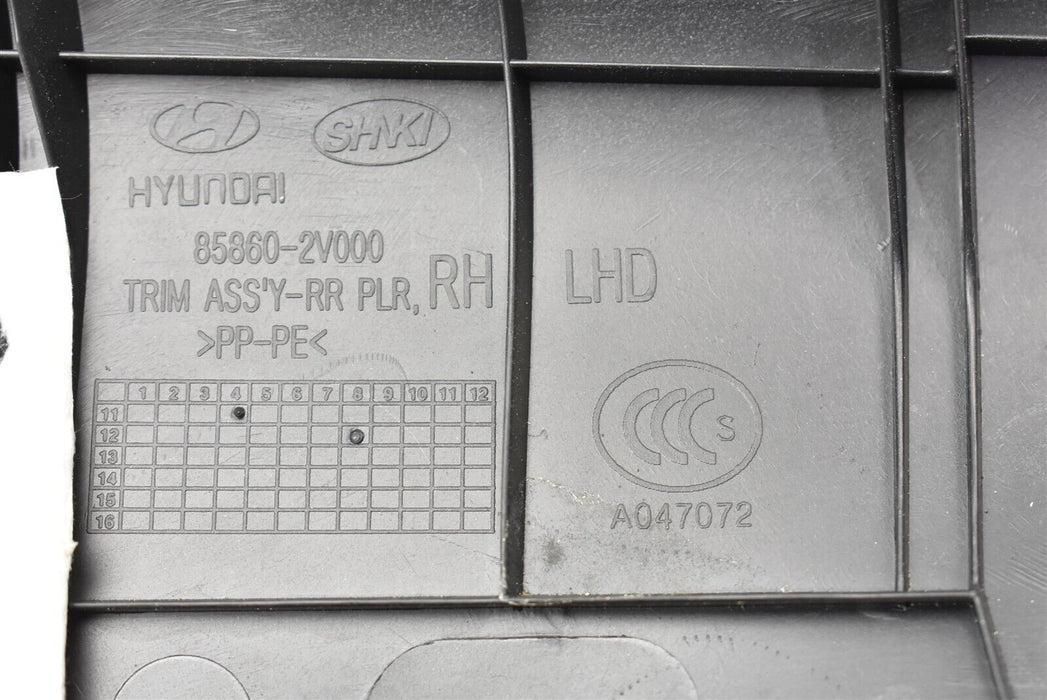 SHNKI
HYUNDAI
85860-2V000
TRIM ASS'Y-RR PLR, RH
>PP-PE<
1 2 3 4 5 6 7 8 9 10 11 12
11
12
13
14
15
16
LHD
CCC S
A047072